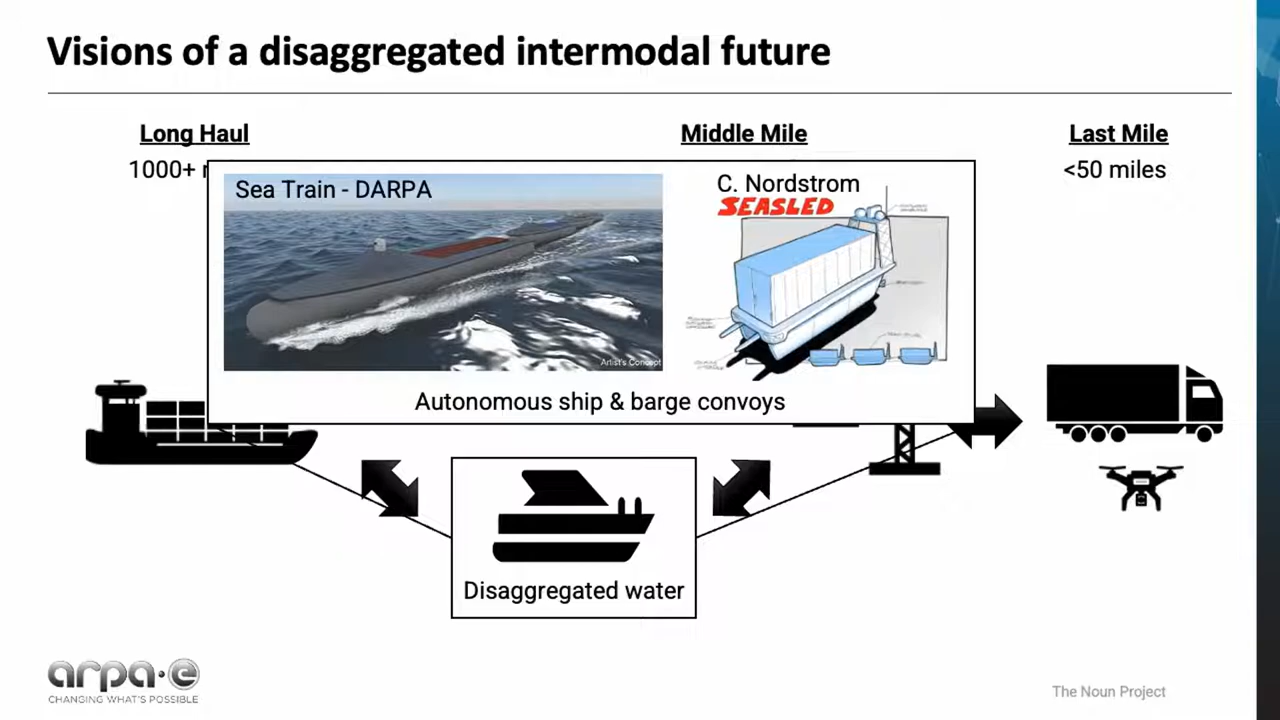 Visions of a disaggregated intermodal future
Long Haul
Middle Mile
Last Mile
1000+
<50 miles
Sea Train - DARPA
C. Nordstrom
SEASLED
Artist's Concept
Autonomous ship & barge convoys
Disaggregated water
arpa·e
CHANGING WHAT'S POSSIBLE
The Noun Project